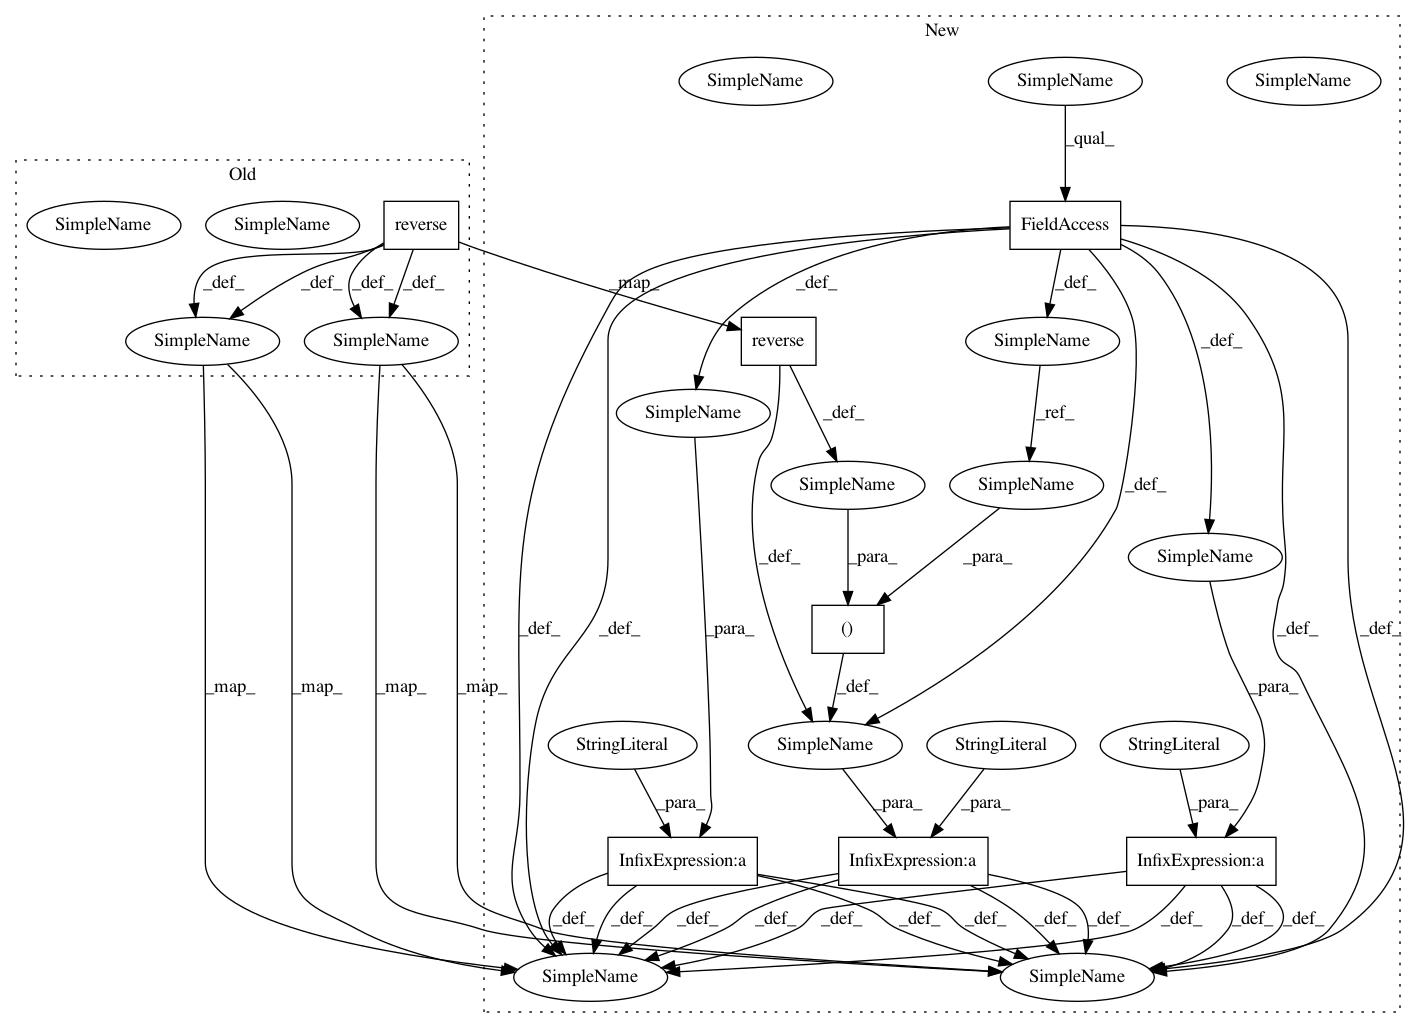 New
SimpleName SimpleName SimpleName
_qual_
Old
SimpleName SimpleName reverse FieldAccess
_def_ _def_ _def_ _def_ _map_ _def_ _def_
SimpleName SimpleName reverse SimpleName _def_
SimpleName _def_ _ref_
SimpleName SimpleName _def_
_def_ _para_ _para_ SimpleName
_def_ _def_ _para_ () _def_ _def_
_map_ _map_ _map_ _map_ _def_ _para_
StringLiteral SimpleName StringLiteral StringLiteral
_para_ _para_ _para_ _para_
InfixExpression:a InfixExpression:a InfixExpression:a
_def_ _def_ _def_ _def_ _def_ _def_ _def_ _def_ _def_ _def_ _def_ _def_
SimpleName SimpleName